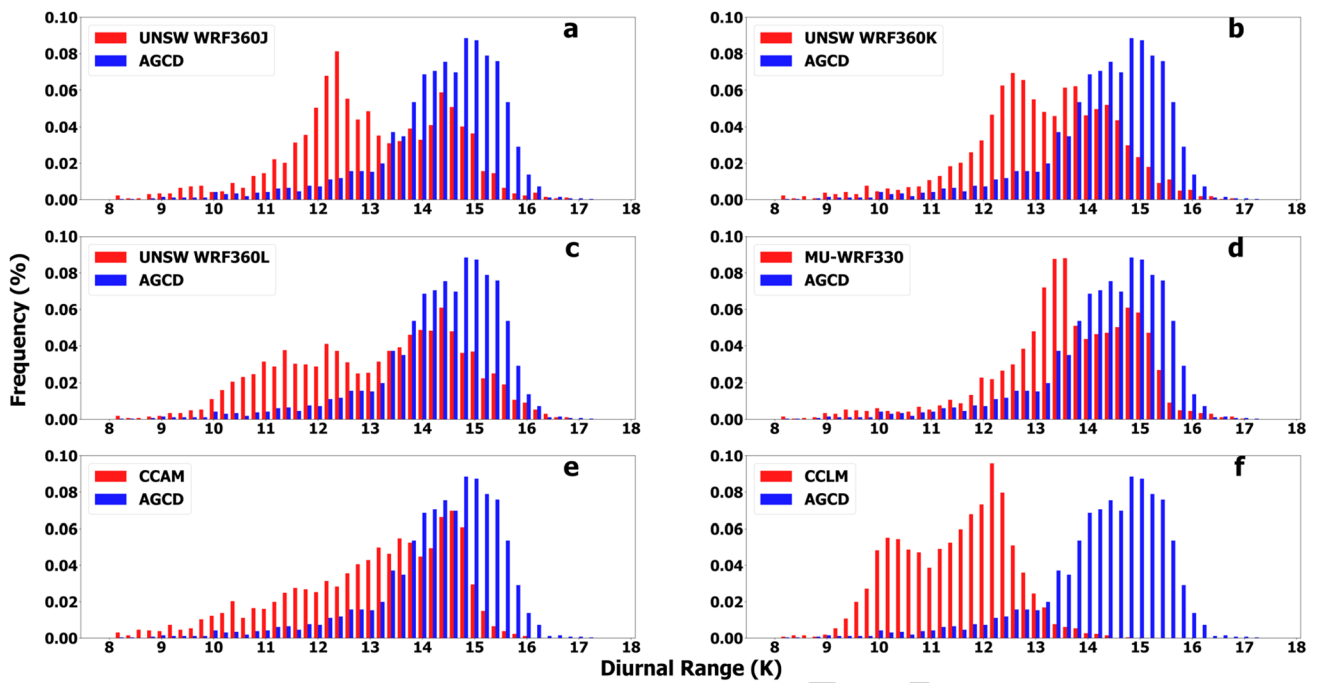 UNSW WRF360J
AGCD
a
0.10
0.08
0.06
0.04
0.02
0.00
8 9 10 11 12 13 14 15 16 17 18
UNSW WRF360K
AGCD
b
0.10
0.08
0.06
0.04
0.02
0.00
8 9 10 11 12 13 14 15 16 17 18
UNSW WRF360L
AGCD
c
0.10
0.08
0.06
0.04
0.02
0.00
8 9 10 11 12 13 14 15 16 17 18
MU-WRF330
AGCD
d
0.10
0.08
0.06
0.04
0.02
0.00
8 9 10 11 12 13 14 15 16 17 18
CCAM
AGCD
e
0.10
0.08
0.06
0.04
0.02
0.00
8 9 10 11 12 13 14 15 16 17 18
CCLM
AGCD
f
0.10
0.08
0.06
0.04
0.02
0.00
8 9 10 11 12 13 14 15 16 17 18
Frequency (%)
Diurnal Range (K)